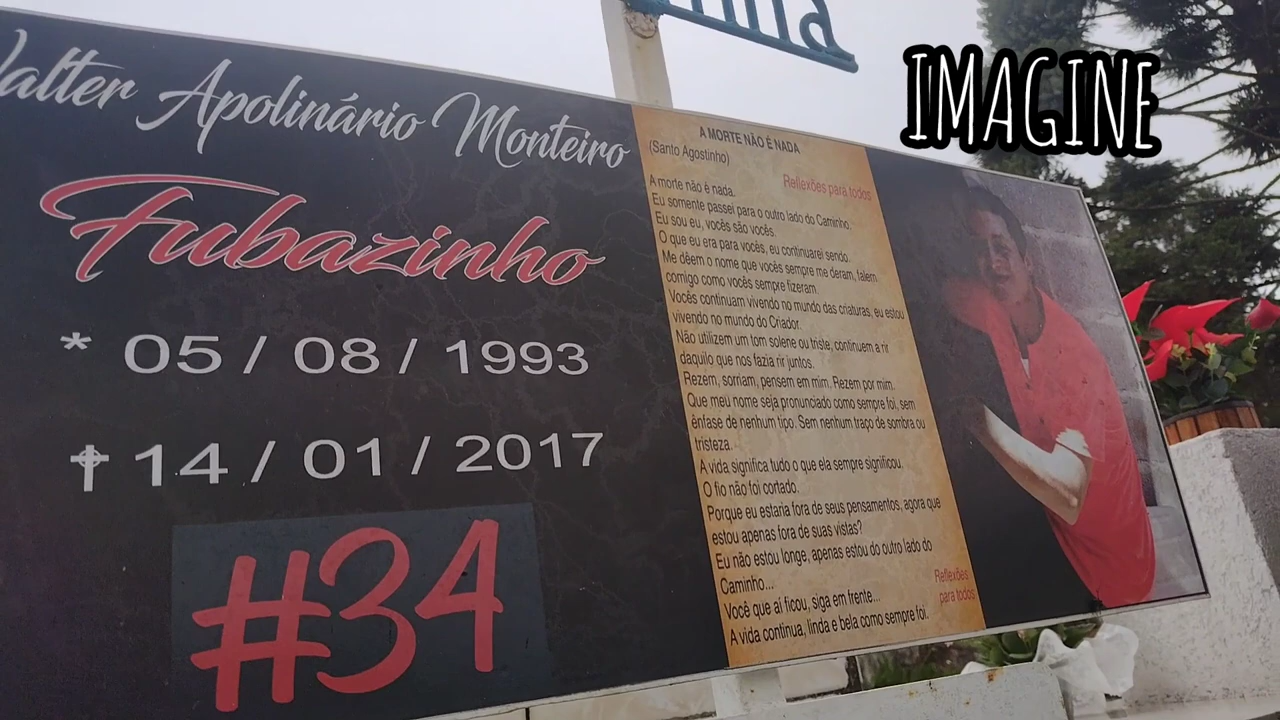 Valter Apolinário Monteiro
Fubazinho
* 05 / 08 / 1993
14 / 01 / 2017
#34
A MORTE NÃO É NADA
(Santo Agostinho)
Reflexões para todos
A morte não é nada.
Eu somente passei para o outro lado do Caminho.
Eu sou eu, vocês são vocês.
O que eu era para vocês, eu continuarei sendo.
Me dêem o nome que vocês sempre me deram, falem
comigo como vocês sempre fizeram.
Vocês continuam vivendo no mundo das criaturas, eu estou
vivendo no mundo do Criador.
Não utilizem um tom solene ou triste, continuem a rir
daquilo que nos fazia rir juntos.
Rezem, sorriam, pensem em mim. Rezem por mim.
Que meu nome seja pronunciado como sempre foi, sem
ênfase de nenhum tipo. Sem nenhum traço de sombra ou
tristeza.
A vida significa tudo o que ela sempre significou.
O fio não foi cortado.
Porque eu estaria fora de seus pensamentos, agora que
estou apenas fora de suas vistas?
Eu não estou longe, apenas estou do outro lado do
Caminho...
Você que aí ficou, siga em frente...
A vida continua, linda e bela como sempre foi.
Reflexões
para todos
IMAGINE